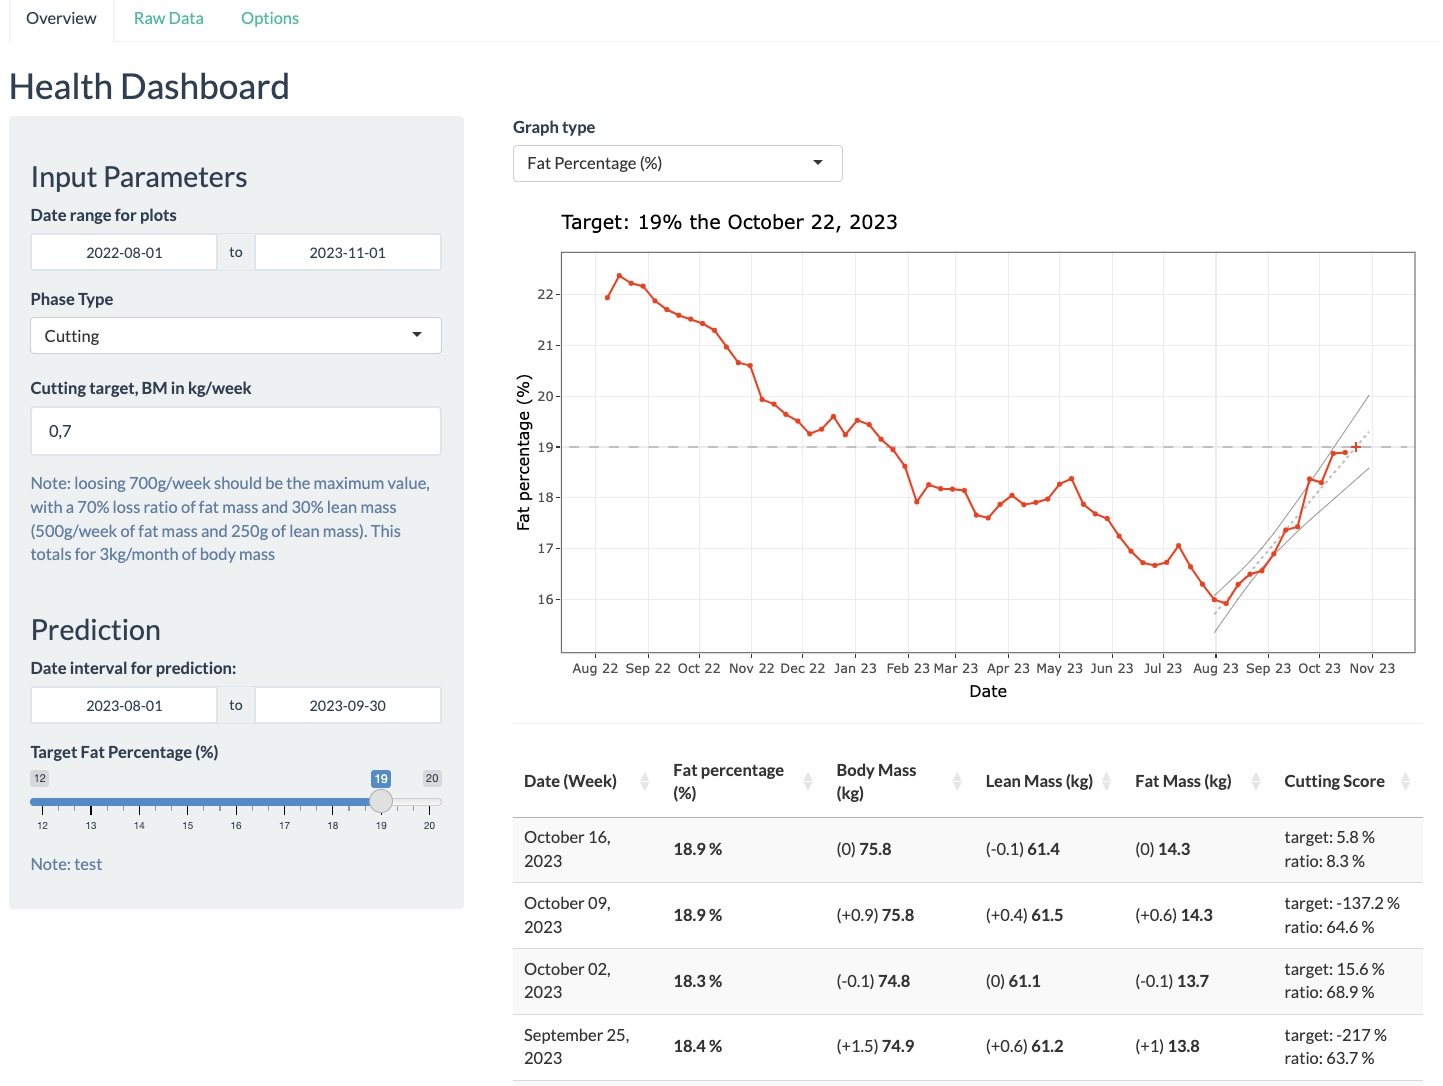 Overview
Raw Data
Options
Health Dashboard
Input Parameters
Date range for plots
2022-08-01 to 2023-11-01
Phase Type
Cutting
Cutting target, BM in kg/week
0,7
Note: loosing 700g/week should be the maximum value,
with a 70% loss ratio of fat mass and 30% lean mass
(500g/week of fat mass and 250g of lean mass). This
totals for 3kg/month of body mass
Prediction
Date interval for prediction:
2023-08-01 to 2023-09-30
Target Fat Percentage (%)
12 19 20
12 13 14 15 16 17 18 19 20
Note: test
Graph type
Fat Percentage (%)
Target: 19% the October 22, 2023
Fat percentage (%)
22
21
20
19
18
17
16
Aug 22 Sep 22 Oct 22 Nov 22 Dec 22 Jan 23 Feb 23 Mar 23 Apr 23 May 23 Jun 23 Jul 23 Aug 23 Sep 23 Oct 23 Nov 23
Date
Date (Week)
Fat percentage
(%)
Body Mass
(kg)
Lean Mass (kg)
Fat Mass (kg)
Cutting Score
October 16,
2023
18.9 %
(0) 75.8
(-0.1) 61.4
(0) 14.3
target: 5.8 %
ratio: 8.3 %
October 09,
2023
18.9 %
(+0.9) 75.8
(+0.4) 61.5
(+0.6) 14.3
target: -137.2 %
ratio: 64.6 %
October 02,
2023
18.3 %
(-0.1) 74.8
(0) 61.1
(-0.1) 13.7
target: 15.6 %
ratio: 68.9 %
September 25,
2023
18.4 %
(+1.5) 74.9
(+0.6) 61.2
(+1) 13.8
target: -217 %
ratio: 63.7 %